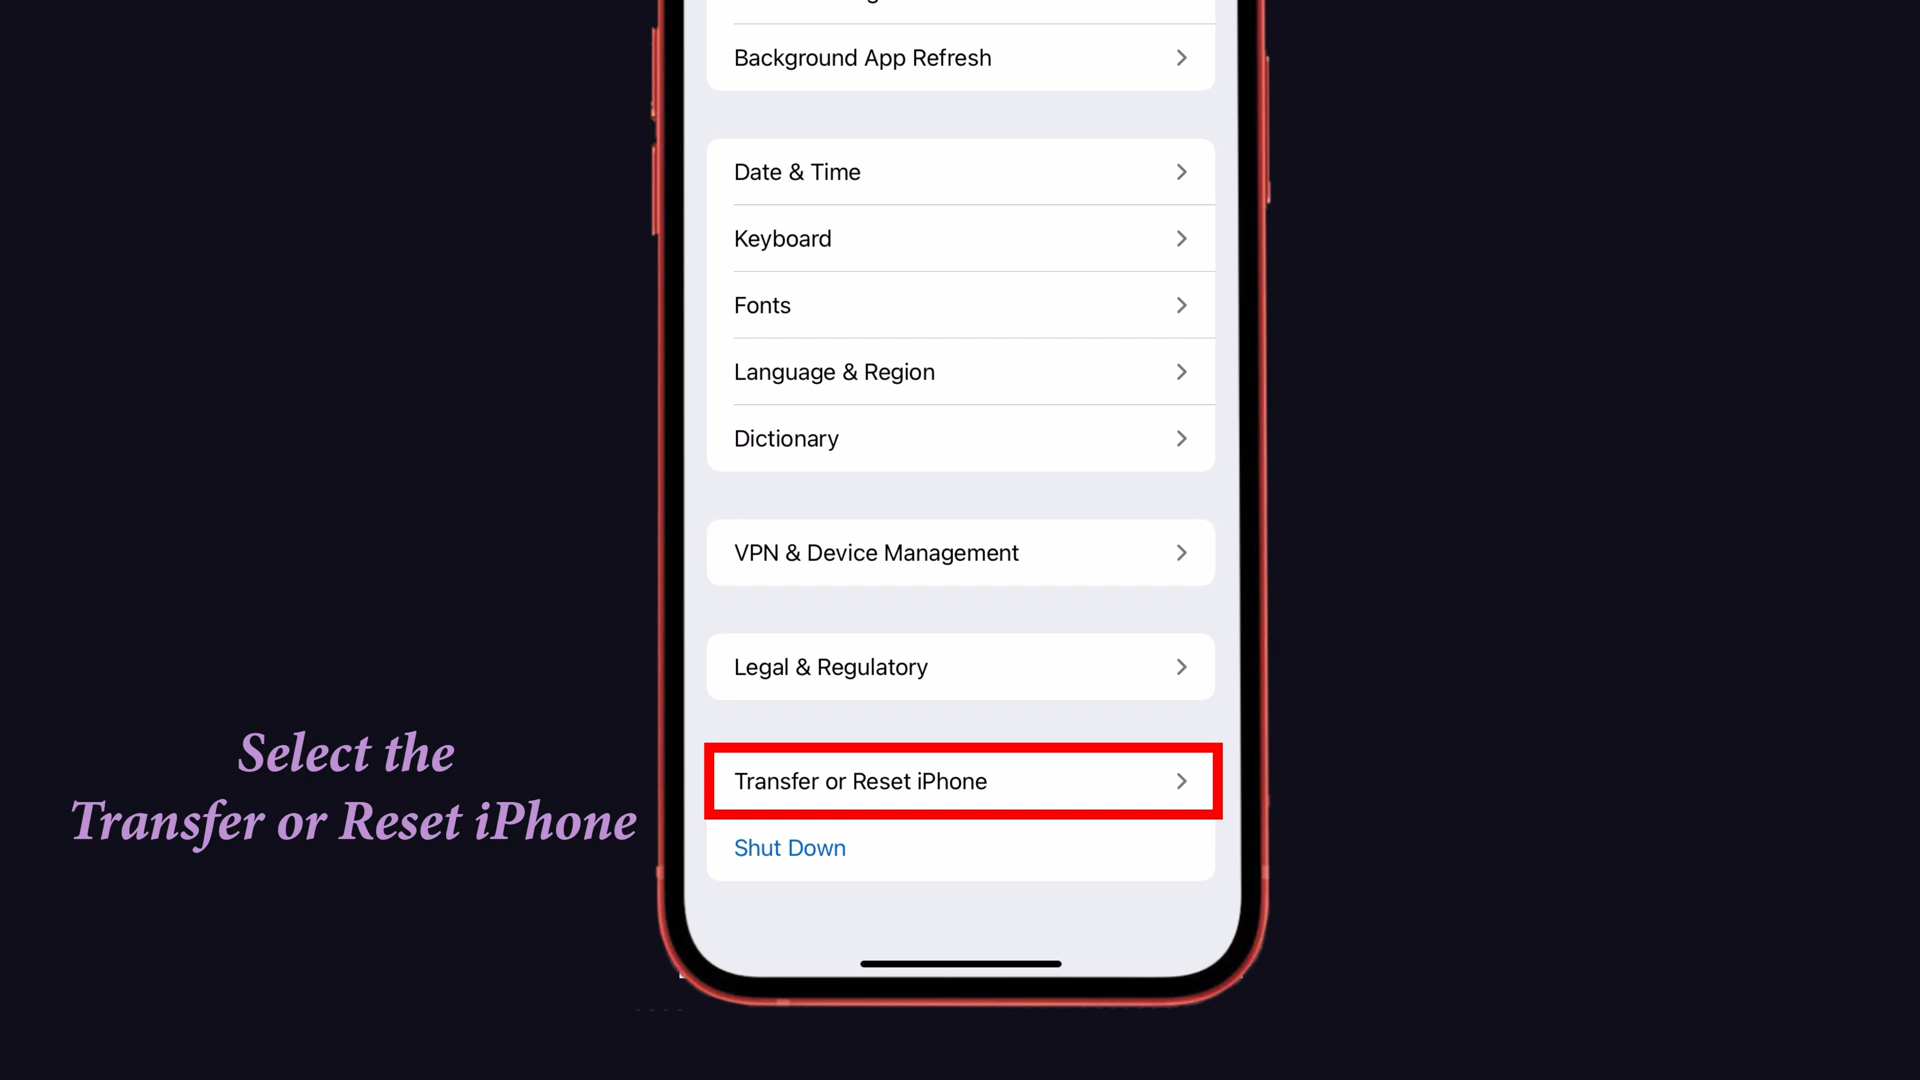 Background App Refresh
Date & Time
Keyboard
Fonts
Language & Region
Dictionary
VPN & Device Management
Legal & Regulatory
Select the
Transfer or Reset iPhone
Transfer or Reset iPhone
Shut Down